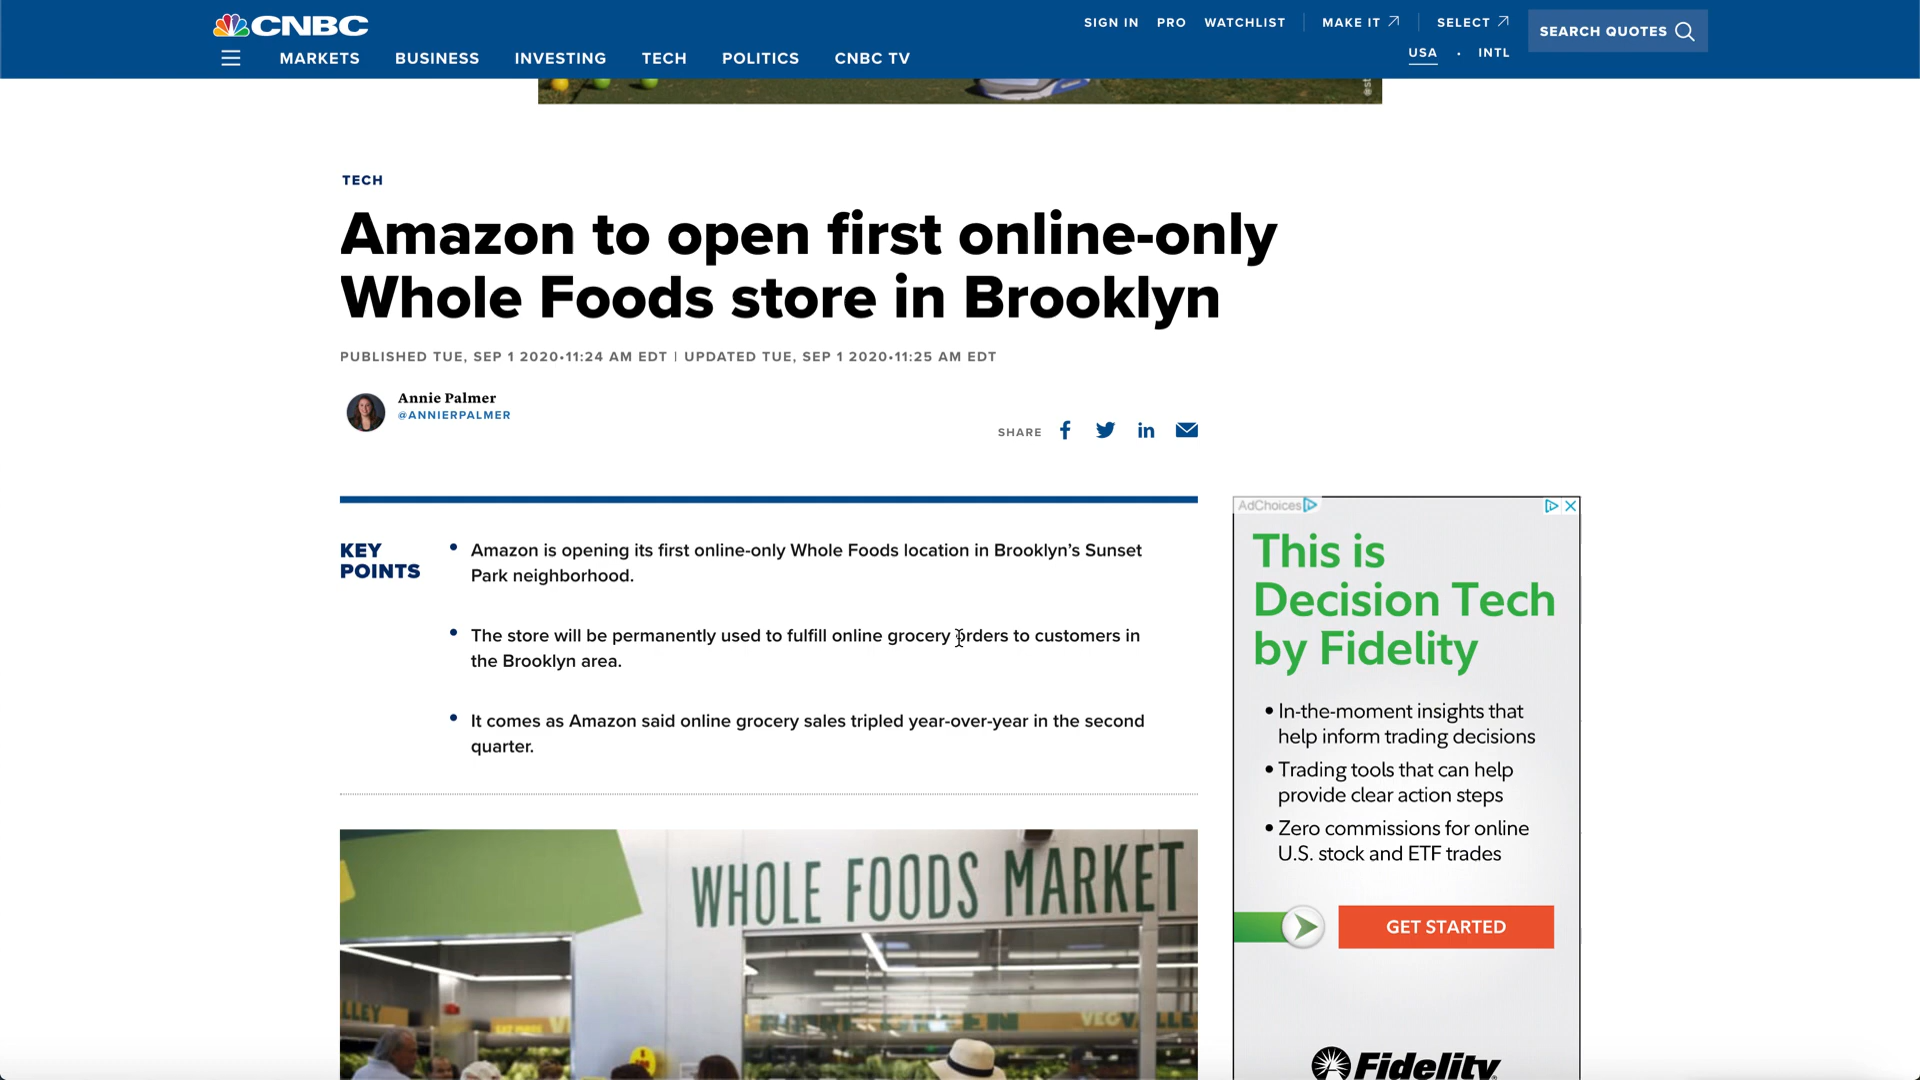 CNBC
SIGN IN PRO WATCHLIST MAKE IT SELECT
SEARCH QUOTES
USA · INTL
MARKETS BUSINESS INVESTING TECH POLITICS CNBC TV
TECH
Amazon to open first online-only
Whole Foods store in Brooklyn
PUBLISHED TUE, SEP 1 2020•11:24 AM EDT | UPDATED TUE, SEP 1 2020•11:25 AM EDT
Annie Palmer
@ANNIERPALMER
SHARE
KEY
POINTS
• Amazon is opening its first online-only Whole Foods location in Brooklyn’s Sunset
Park neighborhood.
• The store will be permanently used to fulfill online grocery orders to customers in
the Brooklyn area.
• It comes as Amazon said online grocery sales tripled year-over-year in the second
quarter.
WHOLE FOODS MARKET
AdChoices
This is
Decision Tech
by Fidelity
• In-the-moment insights that
help inform trading decisions
• Trading tools that can help
provide clear action steps
• Zero commissions for online
U.S. stock and ETF trades
GET STARTED
Fidelity